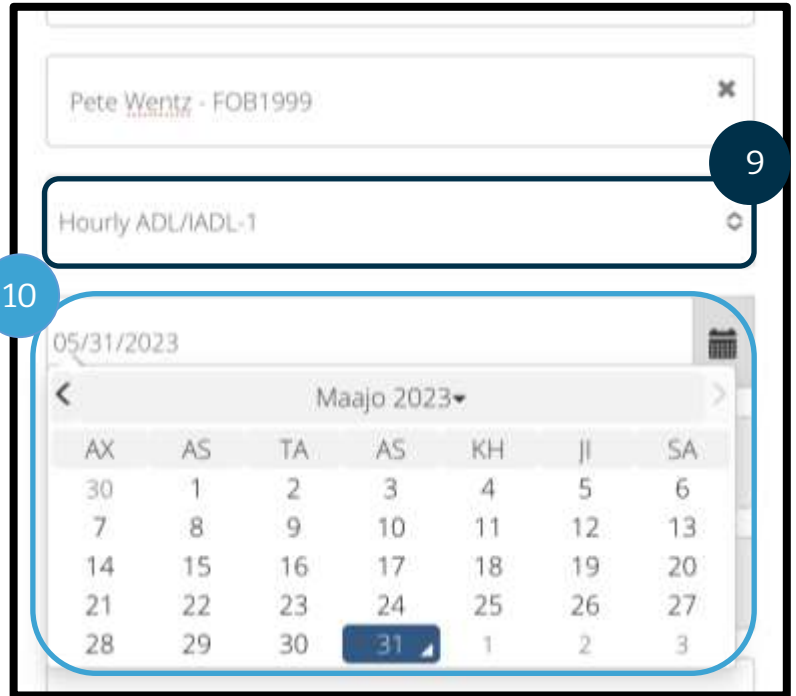 Pete Wentz - FOB1999
9
Hourly ADL/IADL-1
10
05/31/2023
Maajo 2023
AX AS TA AS KH JI SA
30 1 2 3 4 5 6
7 8 9 10 11 12 13
14 15 16 17 18 19 20
21 22 23 24 25 26 27
28 29 30 31 1 2 3